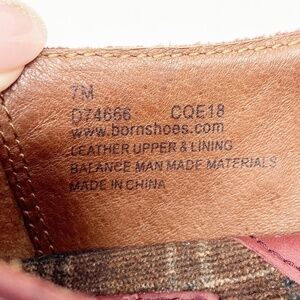 7M
D74666 CQE18
www.bornshoes.com
LEATHER UPPER & LINING
BALANCE MAN MADE MATERIALS
MADE IN CHINA